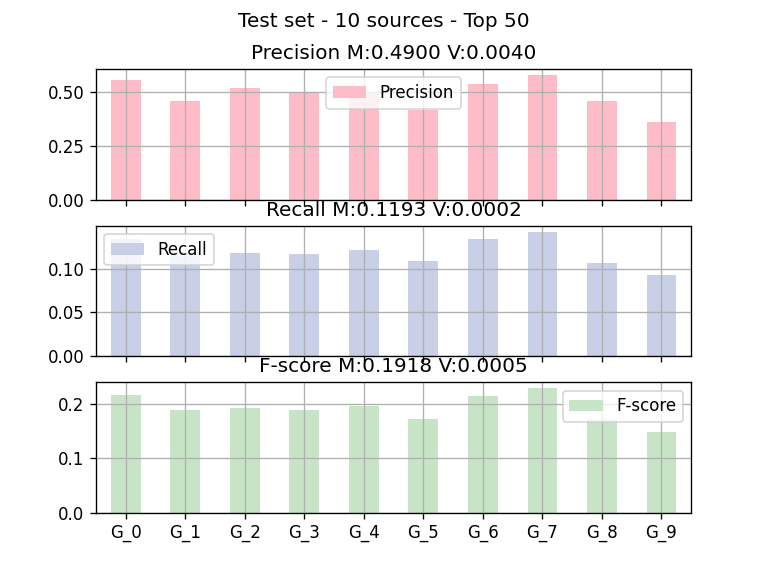 Test set - 10 sources - Top 50
Precision M:0.4900 V:0.0040
0.50
0.25
0.00
Precision
Recall M:0.1193 V:0.0002
0.10
0.05
0.00
Recall
F-score M:0.1918 V:0.0005
0.2
0.1
0.0
F-score
G_0 G_1 G_2 G_3 G_4 G_5 G_6 G_7 G_8 G_9